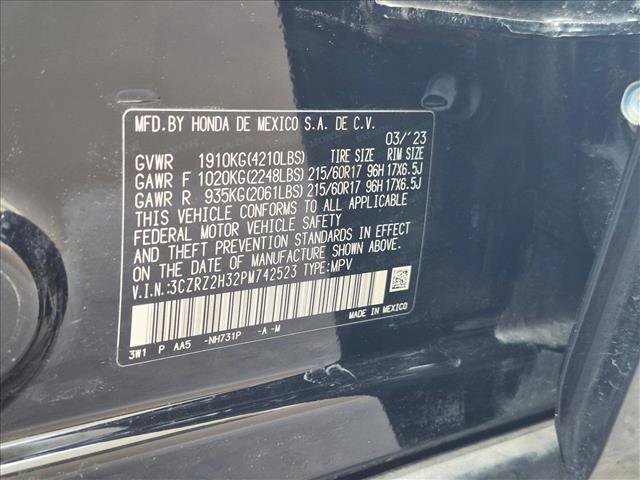 MFD.BY HONDA DE MEXICO S.A. DE C.V.
03/'23
GVWR 1910KG(4210LBS) TIRE SIZE RIM SIZE
GAWR F 1020KG(2248LBS) 215/60R17 96H 17X6.5J
GAWR R 935KG(2061LBS) 215/60R17 96H 17X6.5J
THIS VEHICLE CONFORMS TO ALL APPLICABLE
FEDERAL MOTOR VEHICLE SAFETY
AND THEFT PREVENTION STANDARDS IN EFFECT
ON THE DATE OF MANUFACTURE SHOWN ABOVE.
V.I.N.:3CZRZ2H32PM742523 TYPE:MPV
MADE IN MEXICO
3W1 P AA5 -NH731P -A-M